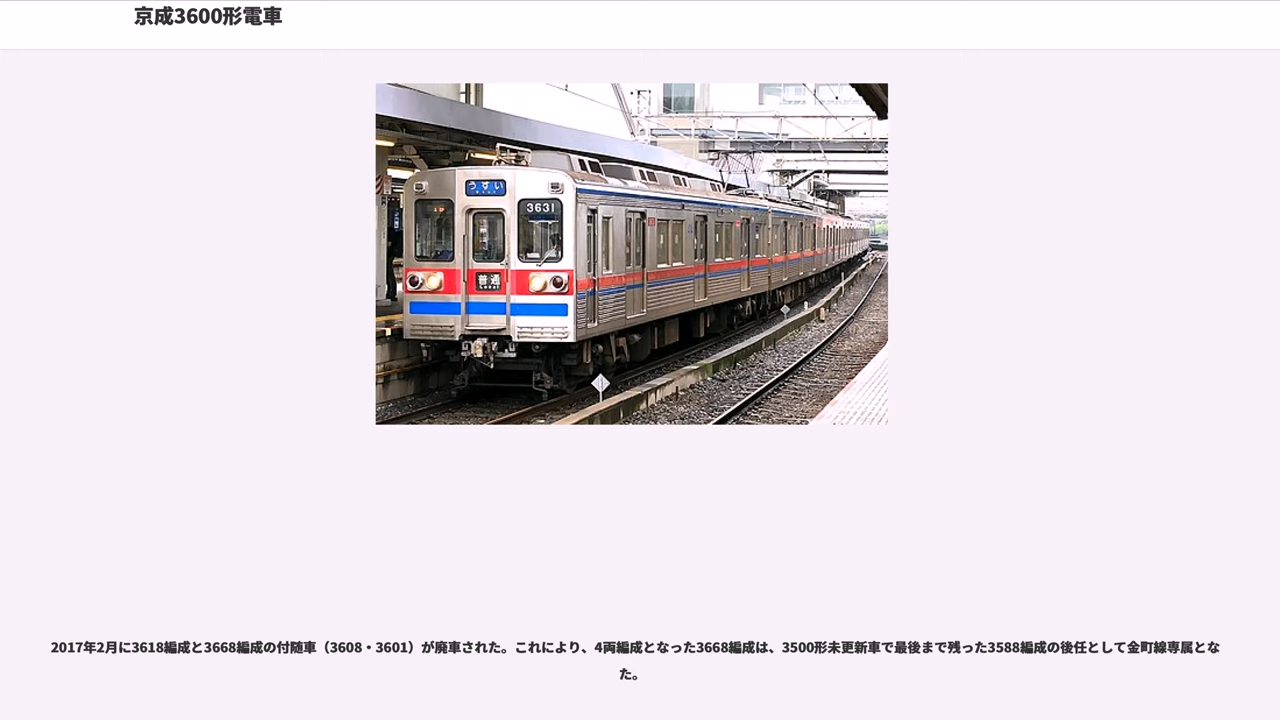 京成3600形電車
うすい
3631
普通
2017年2月に3618編成と3668編成の付随車（3608・3601）が廃車された。これにより、4両編成となった3668編成は、3500形未更新車で最後まで残った3588編成の後任として金町線専属とな
た。